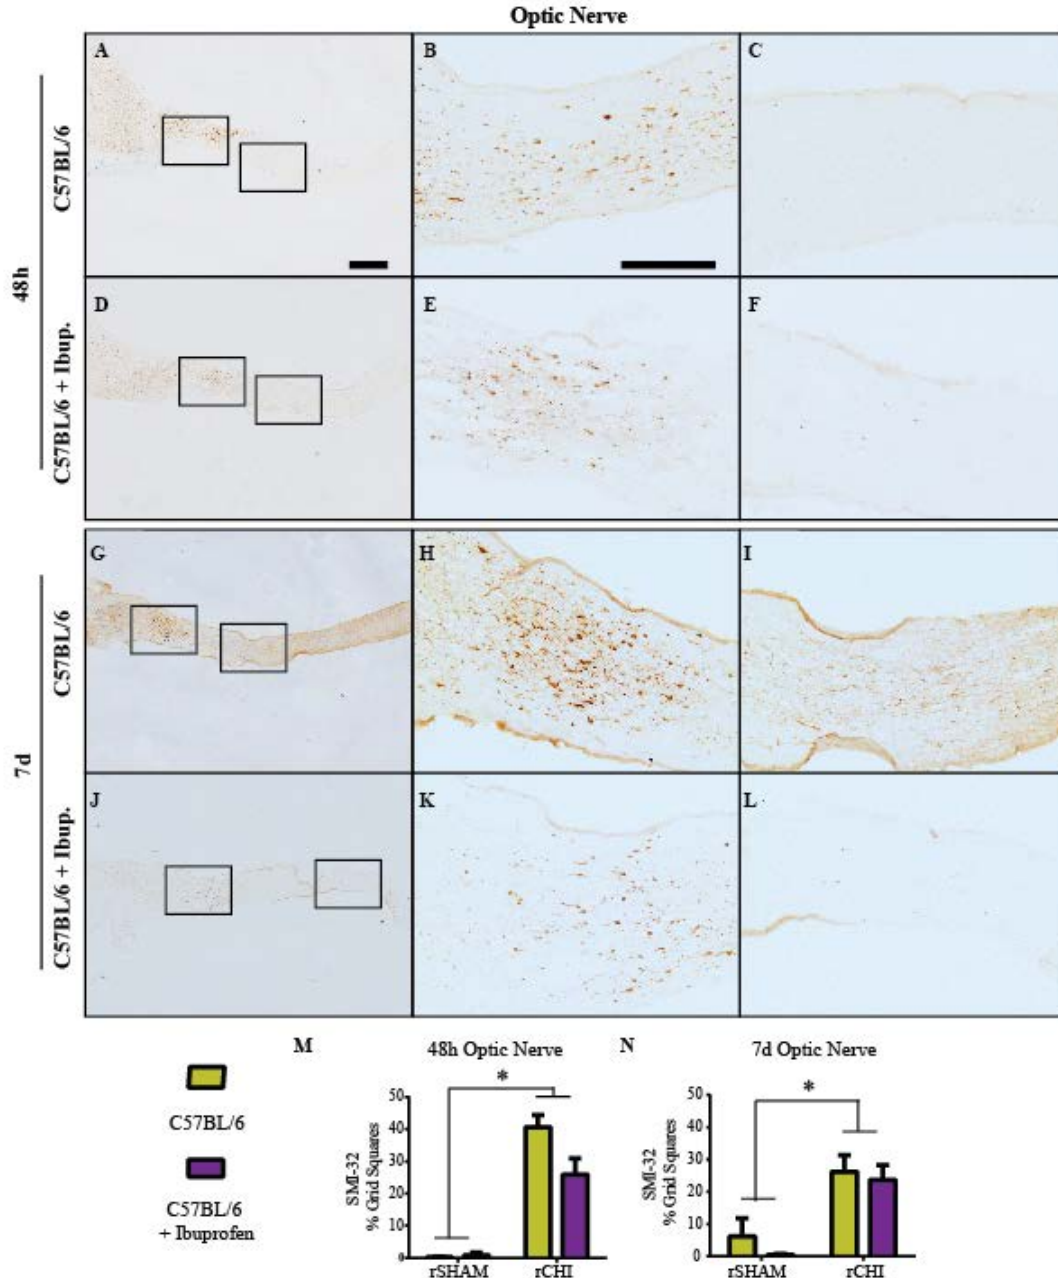 Optic Nerve
A
B
C
48h
C57BL/6
D
E
F
C57BL/6 + Ibup.
G
H
I
7d
C57BL/6
J
K
L
C57BL/6 + Ibup.
M
48h Optic Nerve
N
7d Optic Nerve
C57BL/6
C57BL/6
+ Ibuprofen
SMI-32
% Grid Squares
50
40
30
20
10
0
*
rSHAM
rCHI
SMI-32
% Grid Squares
50
40
30
20
10
0
*
rSHAM
rCHI